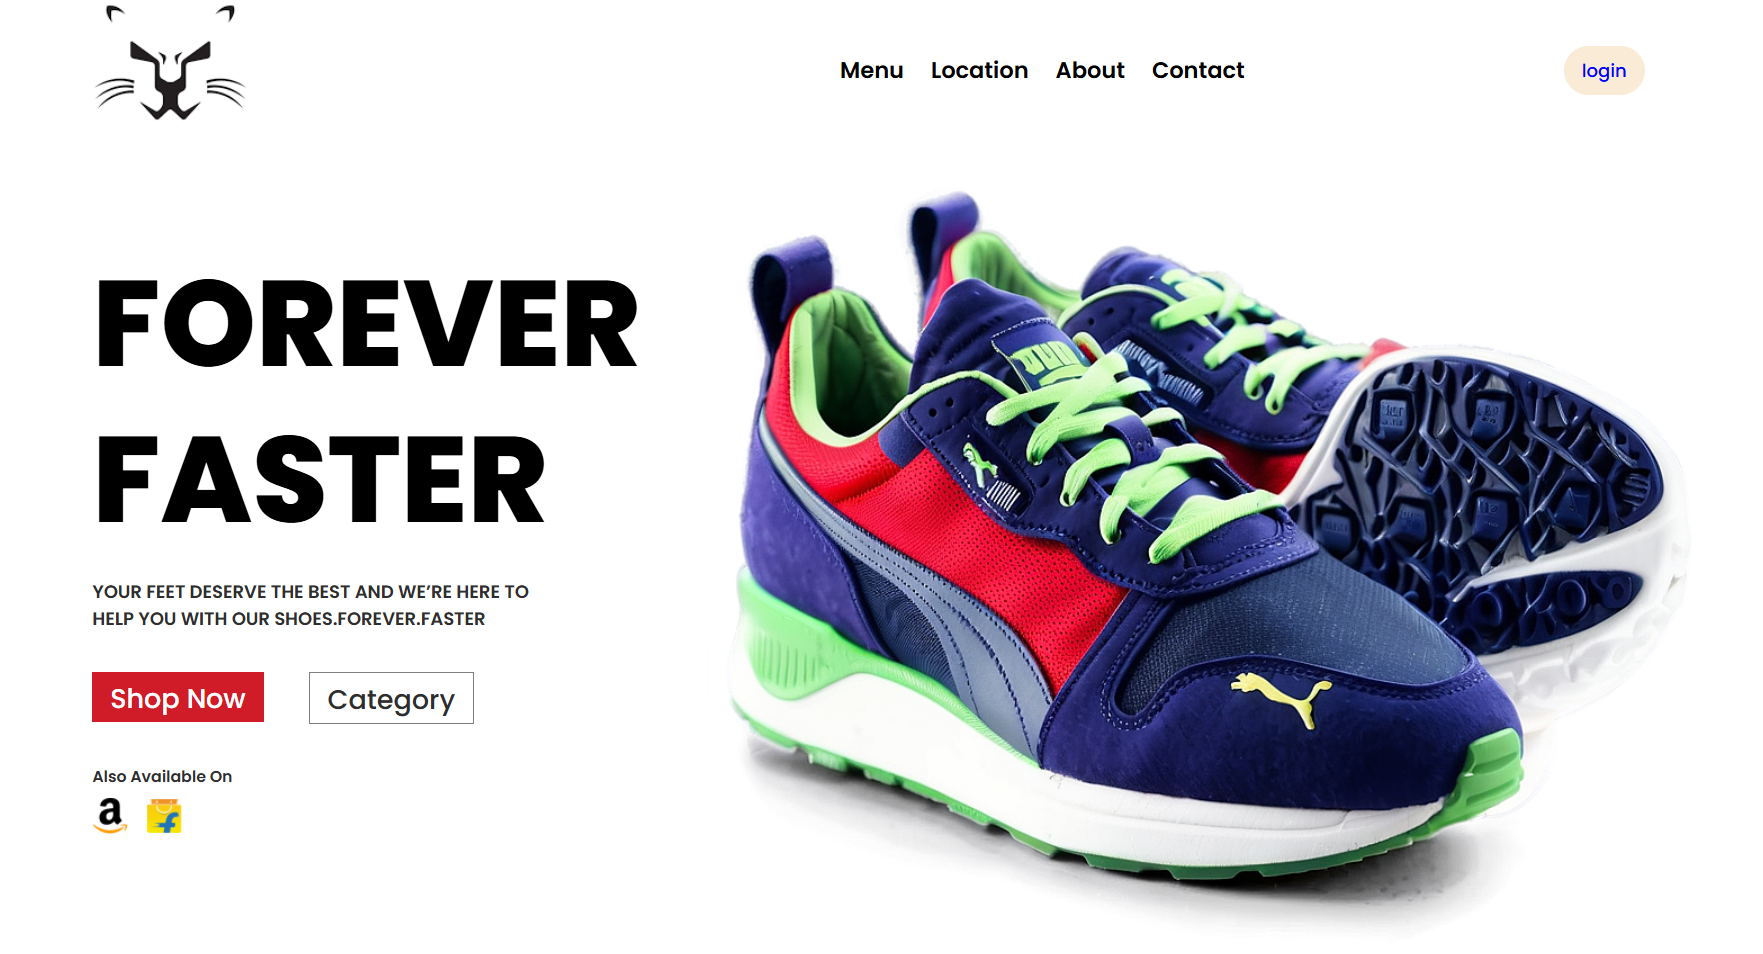 Menu Location About Contact
login
FOREVER
FASTER
YOUR FEET DESERVE THE BEST AND WE’RE HERE TO
HELP YOU WITH OUR SHOES.FOREVER.FASTER
Shop Now
Category
Also Available On